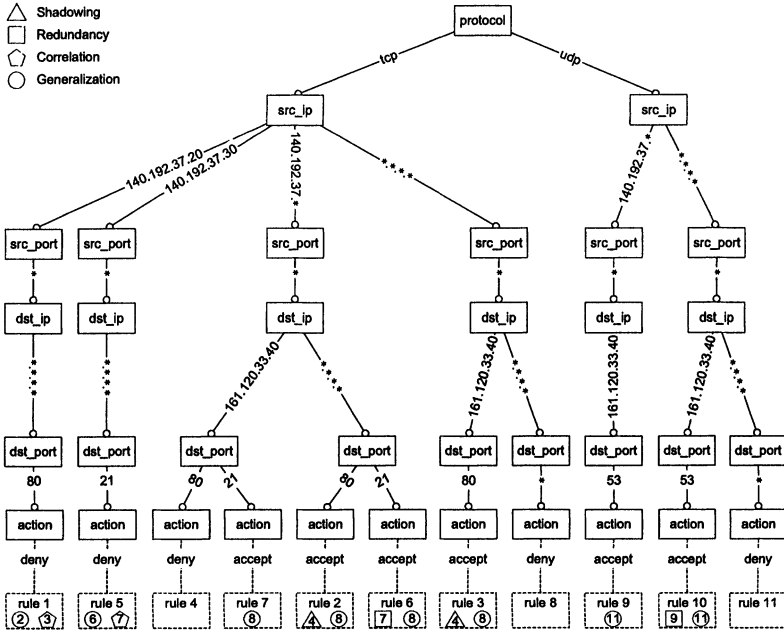 Shadowing
Redundancy
Correlation
Generalization
protocol
tcp
udp
src_ip
src_ip
140.192.37.20
140.192.37.30
140.192.37.*
*.*.*.*
140.192.37.*
*.*.*.*
src_port
src_port
src_port
src_port
src_port
src_port
* * * * * *
dst_ip
dst_ip
dst_ip
dst_ip
dst_ip
dst_ip
*.*.*.*
*.*.*.*
161.120.33.40
*.*.*.*
161.120.33.40
*.*.*.*
161.120.33.40
161.120.33.40
*.*.*.*
dst_port
dst_port
dst_port
dst_port
dst_port
dst_port
dst_port
dst_port
dst_port
80 21 80 21 80 21 80 * 53 53 *
action
action
action
action
action
action
action
action
action
action
action
deny deny deny accept accept accept accept deny accept accept deny
rule 1
2 3
rule 5
6 7
rule 4
rule 7
8
rule 2
4 8
rule 6
7 8
rule 3
4 8
rule 8
rule 9
11
rule 10
9 11
rule 11